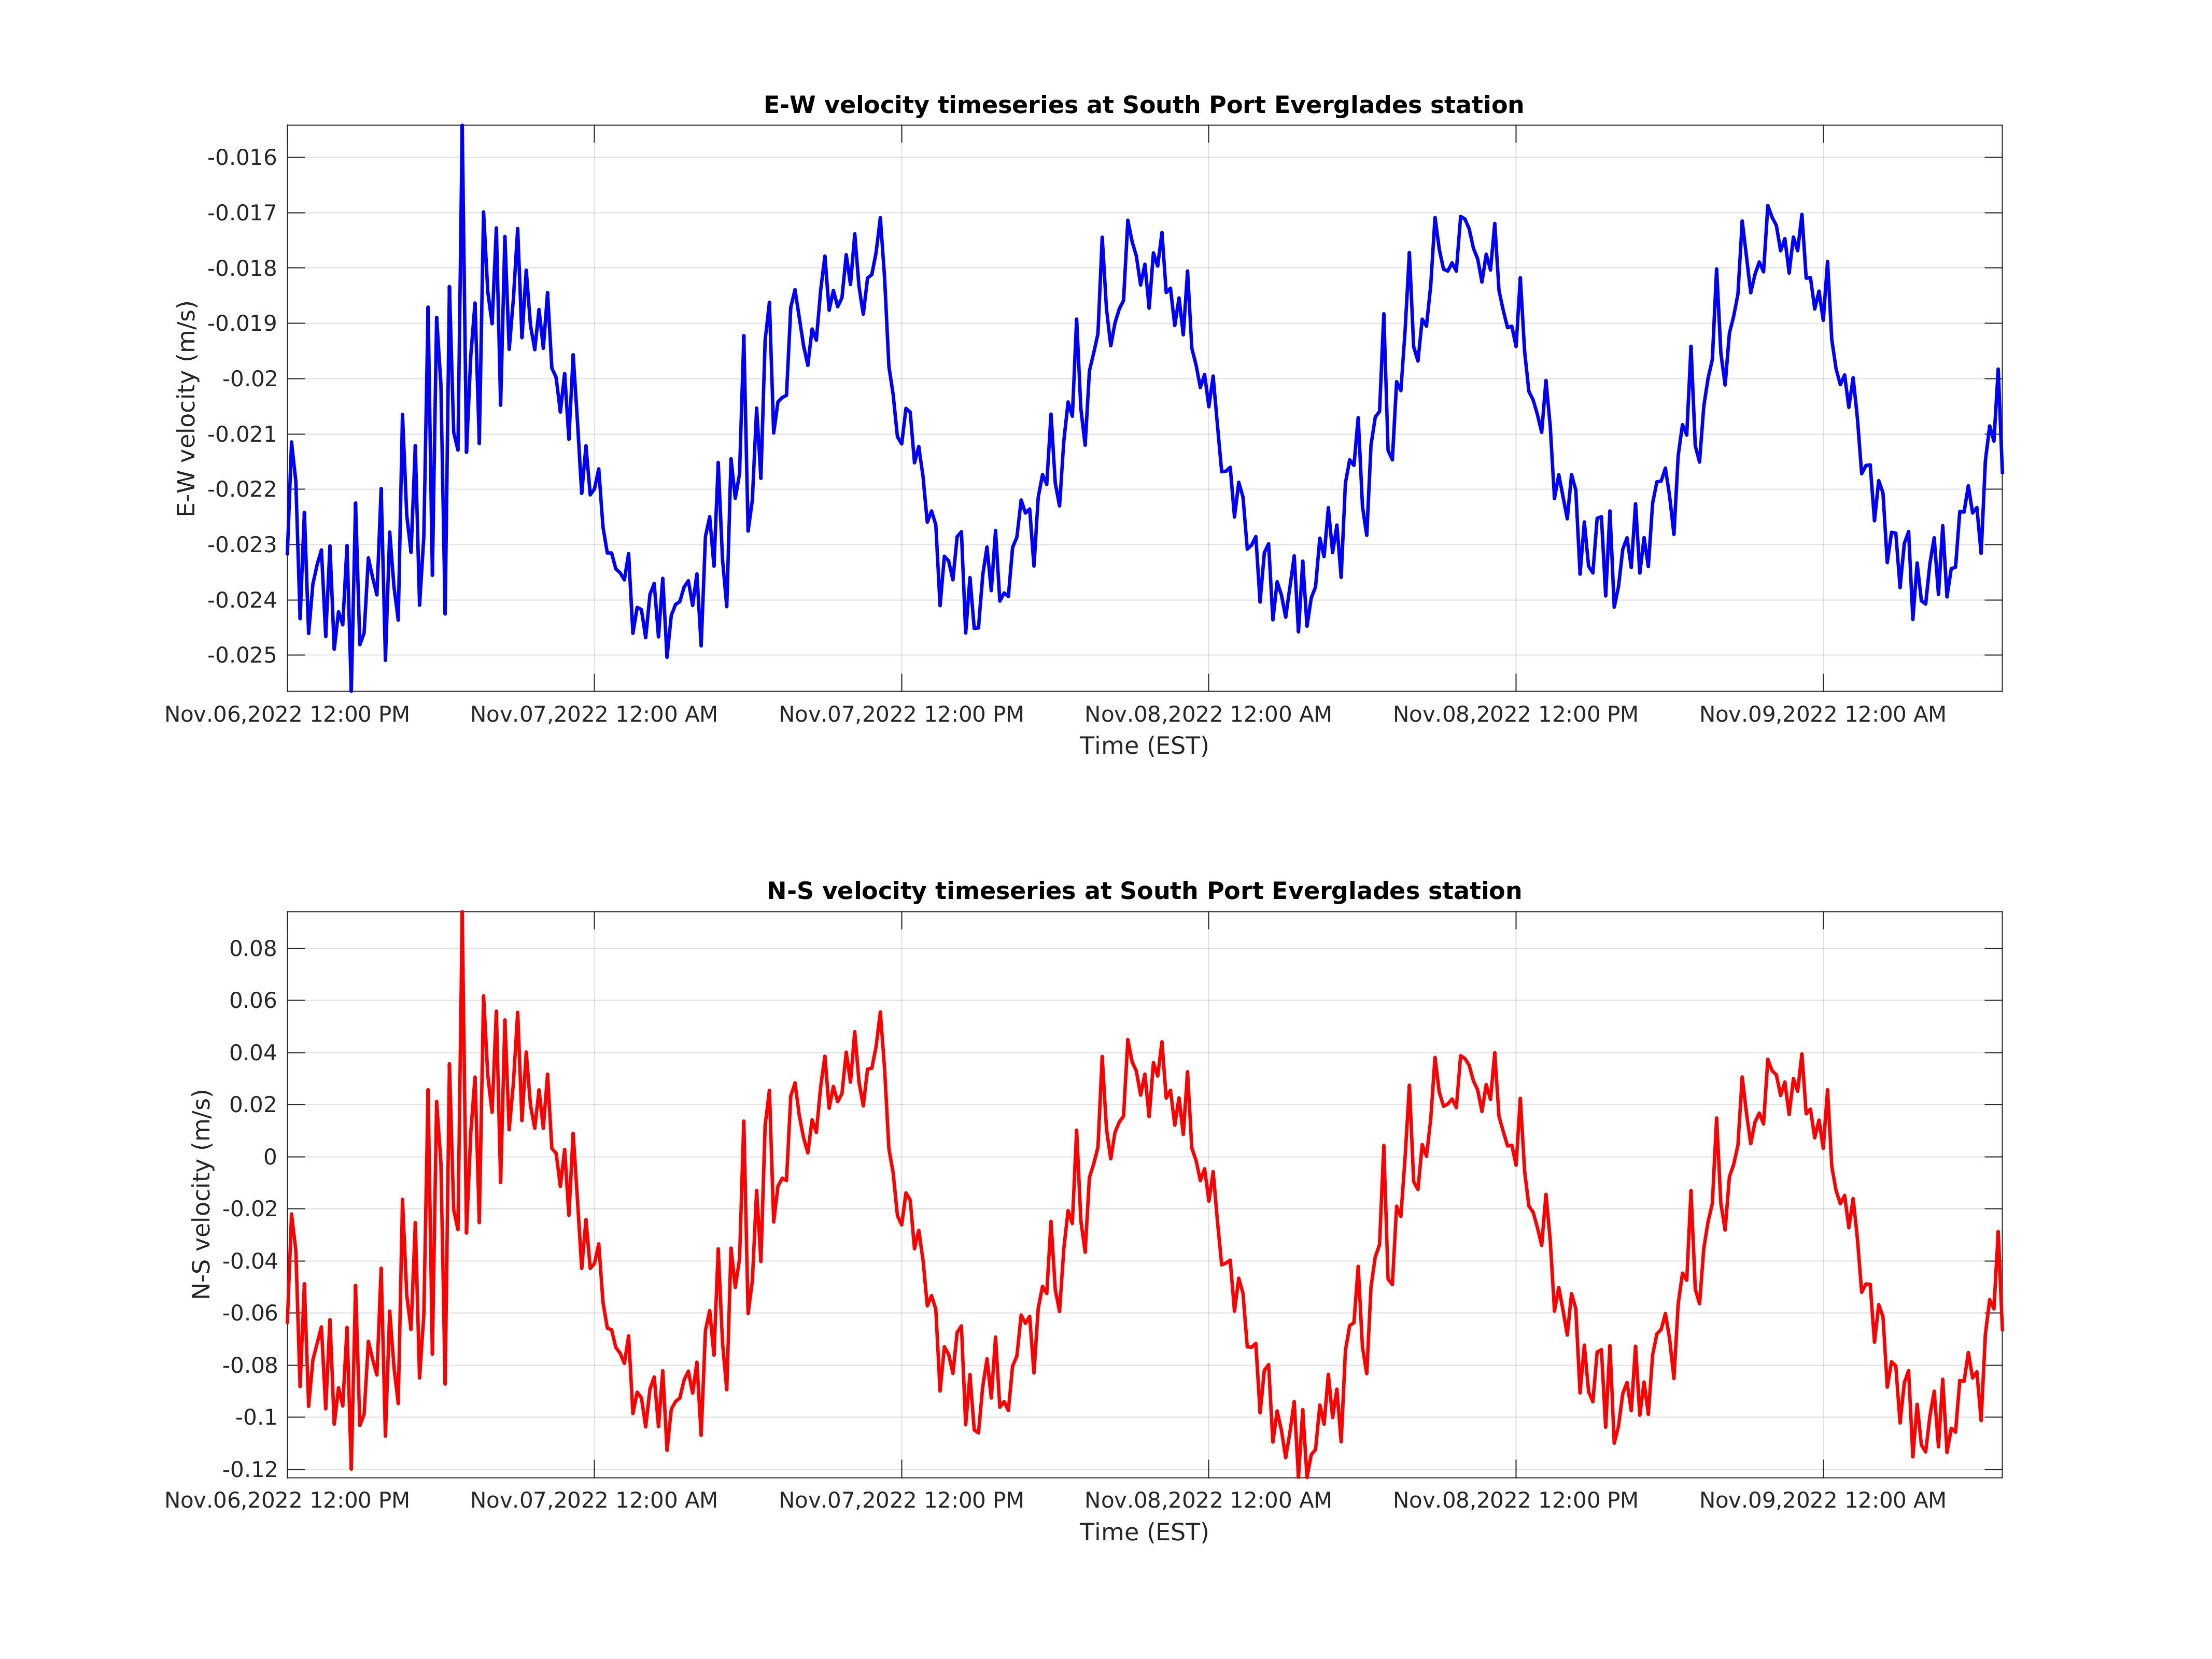 E-W velocity timeseries at South Port Everglades station
E-W velocity (m/s)
-0.016
-0.017
-0.018
-0.019
-0.02
-0.021
-0.022
-0.023
-0.024
-0.025
Nov.06,2022 12:00 PM Nov.07,2022 12:00 AM Nov.07,2022 12:00 PM Nov.08,2022 12:00 AM Nov.08,2022 12:00 PM Nov.09,2022 12:00 AM
Time (EST)
N-S velocity timeseries at South Port Everglades station
N-S velocity (m/s)
0.08
0.06
0.04
0.02
0
-0.02
-0.04
-0.06
-0.08
-0.1
-0.12
Nov.06,2022 12:00 PM Nov.07,2022 12:00 AM Nov.07,2022 12:00 PM Nov.08,2022 12:00 AM Nov.08,2022 12:00 PM Nov.09,2022 12:00 AM
Time (EST)